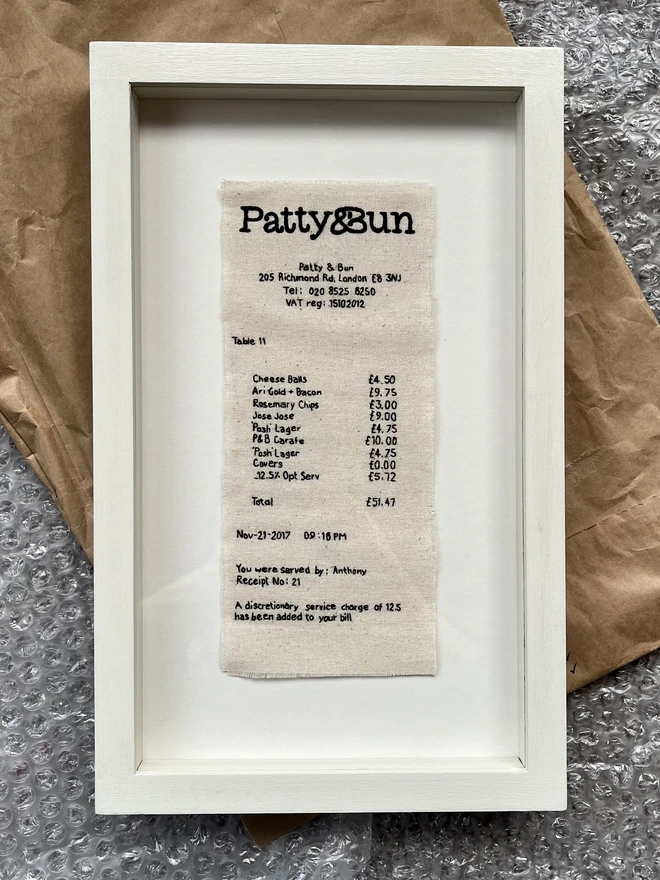 Patty&Bun
Patty & Bun
205 Richmond Rd, London E8 3NJ
Tel: 020 8525 8250
VAT reg: 15102012
Table 11
Cheese Balls £4.50
Ari Gold + Bacon £9.75
Rosemary Chips £3.00
Jose Jose £9.00
'Posh' Lager £4.75
P&B Carafe £10.00
'Posh' Lager £4.75
Covers £0.00
12.5% Opt Serv £5.72
Total £51.47
Nov-21-2017 09:18 PM
You were served by: Anthony
Receipt No: 21
A discretionary service charge of 12.5
has been added to your bill